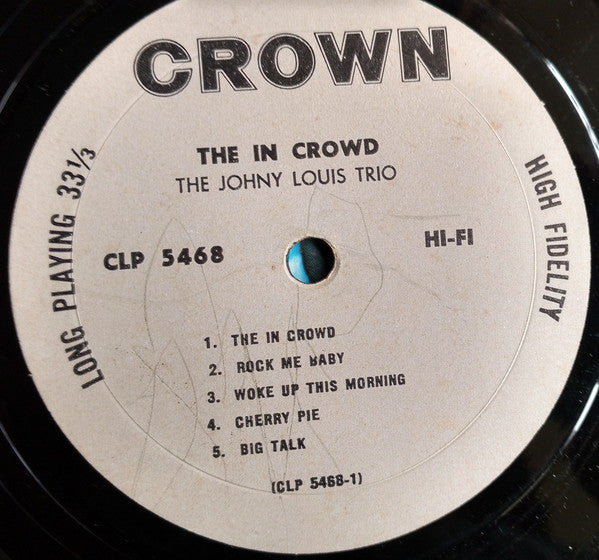 CROWN
THE IN CROWD
THE JOHNY LOUIS TRIO
LONG PLAYING 33⅓
CLP 5468
HI-FI
HIGH FIDELITY
1. THE IN CROWD
2. ROCK ME BABY
3. WOKE UP THIS MORNING
4. CHERRY PIE
5. BIG TALK
(CLP 5468-1)